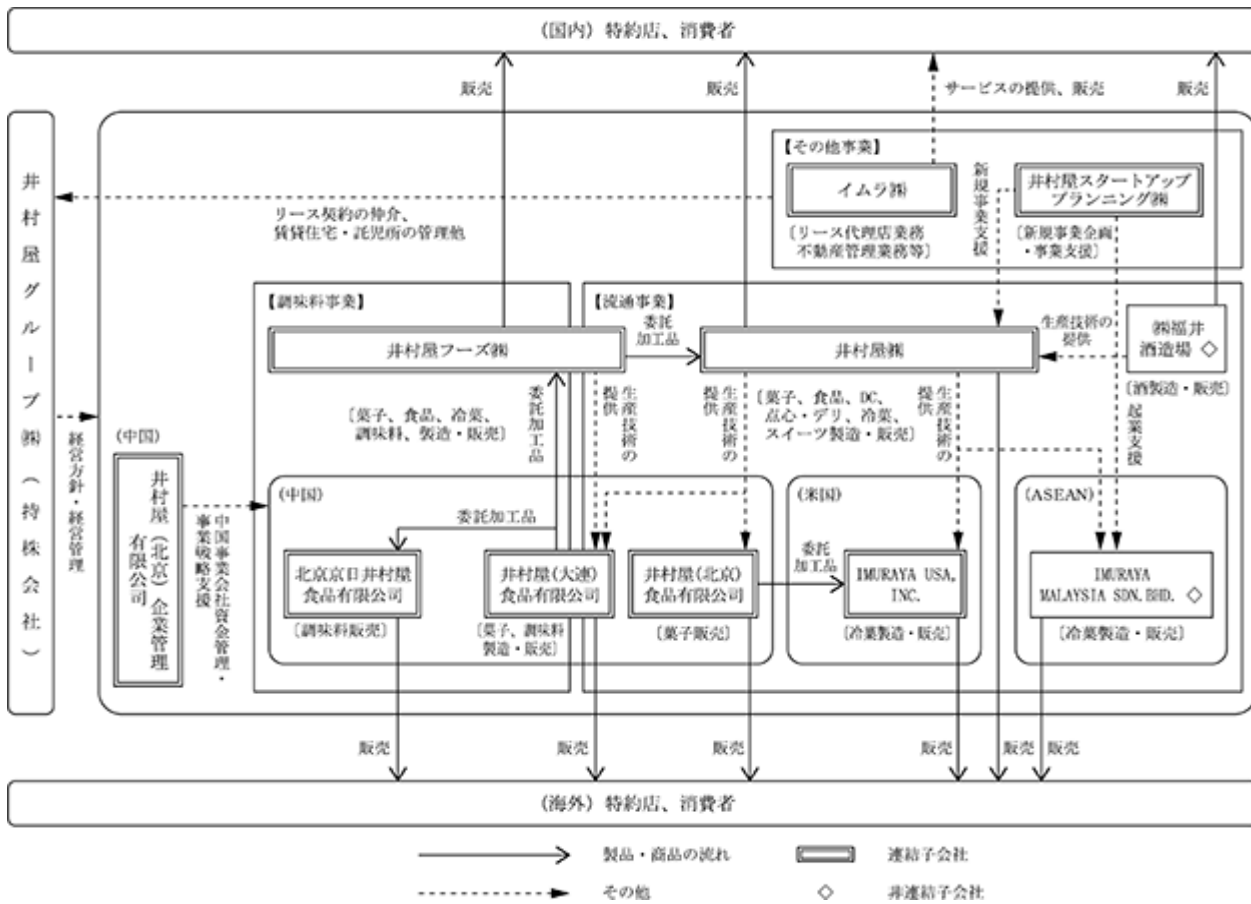 (国内) 特約店、消費者
販売
販売
サービスの提供、販売
販売
井村屋グループ㈱(持株会社)
【その他事業】
イムラ㈱
〔リース代理店業務
不動産管理業務等〕
新規事業支援
井村屋スタートアップ
プランニング㈱
〔新規事業企画
・事業支援〕
リース契約の仲介、
賃貸住宅・託児所の管理他
【調味料事業】
井村屋フーズ㈱
〔菓子、食品、冷菓、
調味料、製造・販売〕
委託
加工品
【流通事業】
井村屋㈱
〔菓子、食品、DC、
点心・デリ、冷菓、
スイーツ製造・販売〕
生産技術の
提供
㈱福井
酒造場 ◇
〔酒製造・販売〕
起業支援
委託加工品
生産技術の
提供
生産技術の
提供
生産技術の
提供
経営方針・経営管理
(中国)
井村屋(北京)企業管理
有限公司
中国事業会社資金管理・
事業戦略支援
(中国)
委託加工品
北京京日井村屋
食品有限公司
〔調味料販売〕
井村屋(大連)
食品有限公司
〔菓子、調味料
製造・販売〕
井村屋(北京)
食品有限公司
〔菓子販売〕
委託
加工品
(米国)
IMURAYA USA,
INC.
〔冷菓製造・販売〕
(ASEAN)
IMURAYA
MALAYSIA SDN.BHD. ◇
〔冷菓製造・販売〕
販売
販売
販売
販売
販売
販売
(海外) 特約店、消費者
製品・商品の流れ
連結子会社
その他
◇
非連結子会社